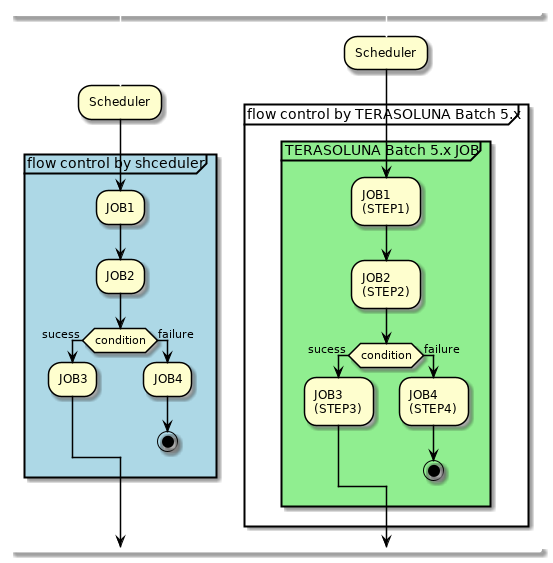 Scheduler
flow control by shceduler
JOB1
JOB2
condition
sucess
failure
JOB3
JOB4
Scheduler
flow control by TERASOLUNA Batch 5.x
TERASOLUNA Batch 5.x JOB
JOB1
(STEP1)
JOB2
(STEP2)
condition
sucess
failure
JOB3
(STEP3)
JOB4
(STEP4)